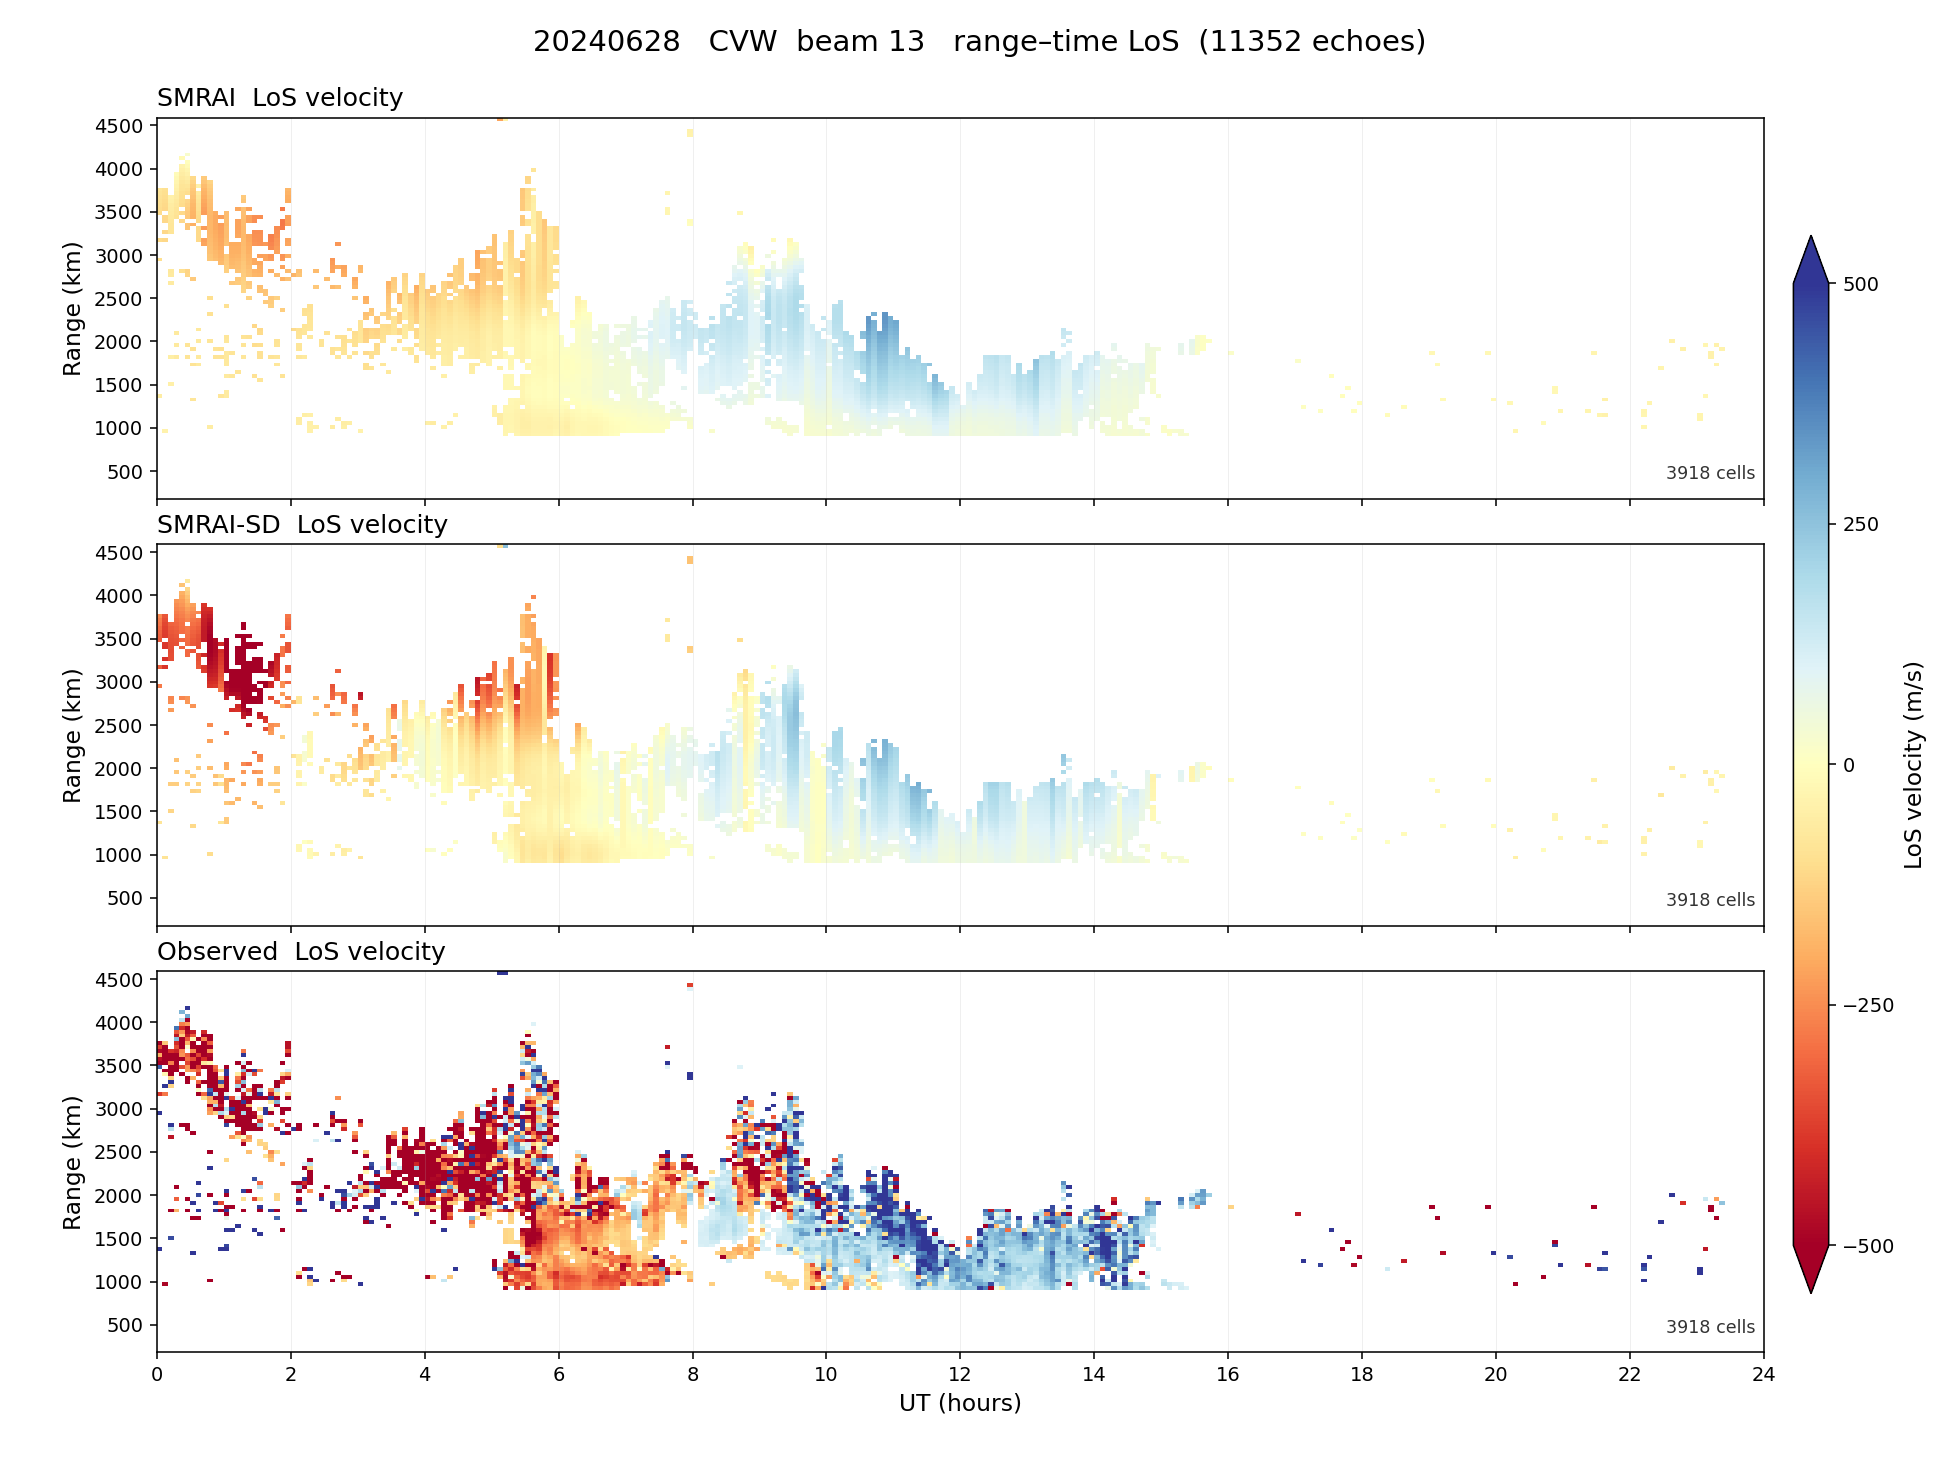 20240628   CVW  beam 13   range–time LoS  (11352 echoes)
SMRAI  LoS velocity
4500
4000
3500
3000
2500
2000
1500
1000
500
Range (km)
3918 cells
SMRAI-SD  LoS velocity
4500
4000
3500
3000
2500
2000
1500
1000
500
Range (km)
3918 cells
Observed  LoS velocity
4500
4000
3500
3000
2500
2000
1500
1000
500
Range (km)
3918 cells
0 2 4 6 8 10 12 14 16 18 20 22 24
UT (hours)
500
250
0
−250
−500
LoS velocity (m/s)